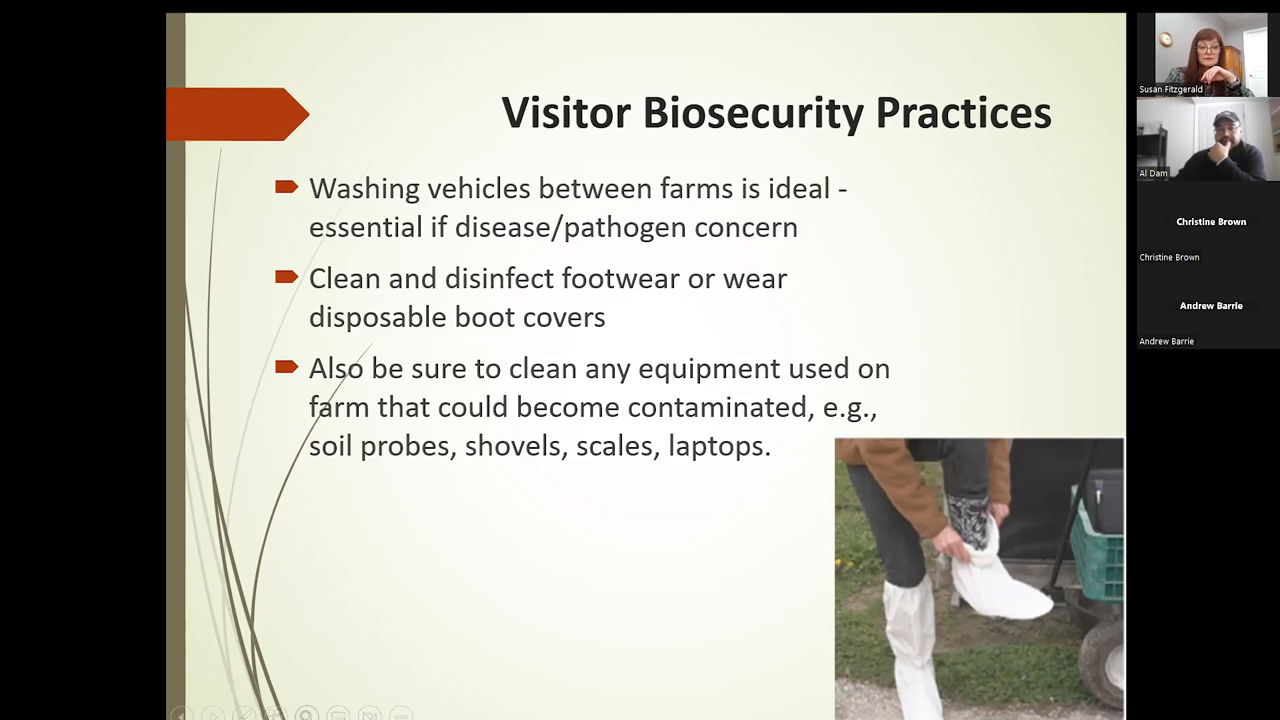 Visitor Biosecurity Practices
Washing vehicles between farms is ideal -
essential if disease/pathogen concern
Clean and disinfect footwear or wear
disposable boot covers
Also be sure to clean any equipment used on
farm that could become contaminated, e.g.,
soil probes, shovels, scales, laptops.
Susan Fitzgerald
Al Dam
Christine Brown
Christine Brown
Andrew Barrie
Andrew Barrie